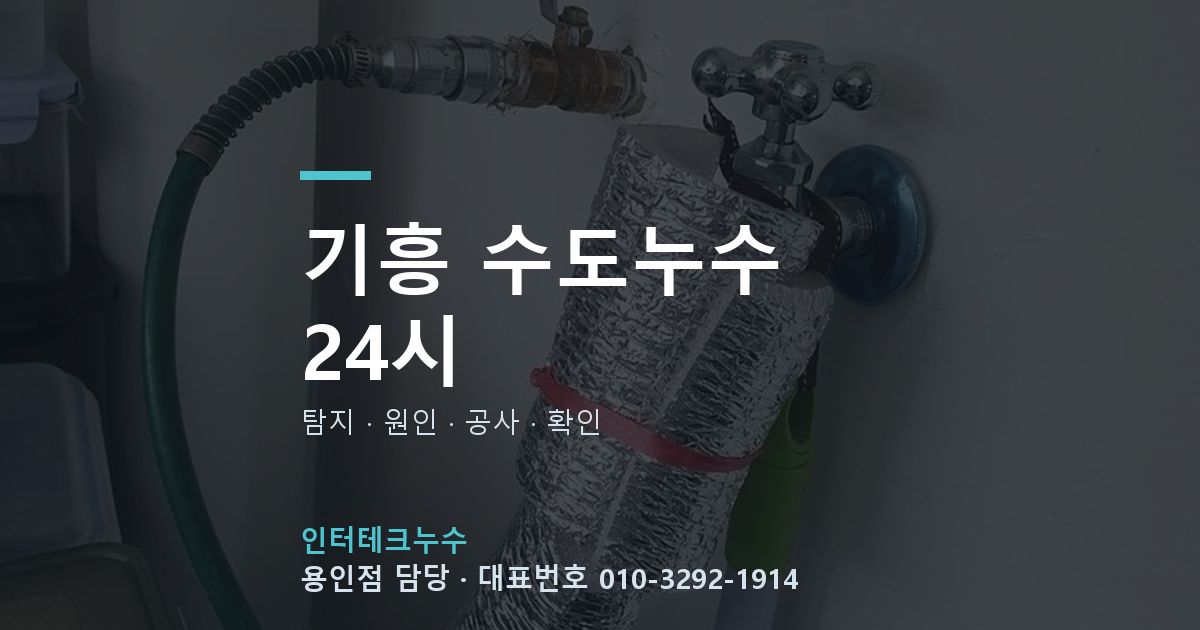 기흥 수도누수
24시
탐지 · 원인 · 공사 · 확인
인터테크누수
용인점 담당 · 대표번호 010-3292-1914